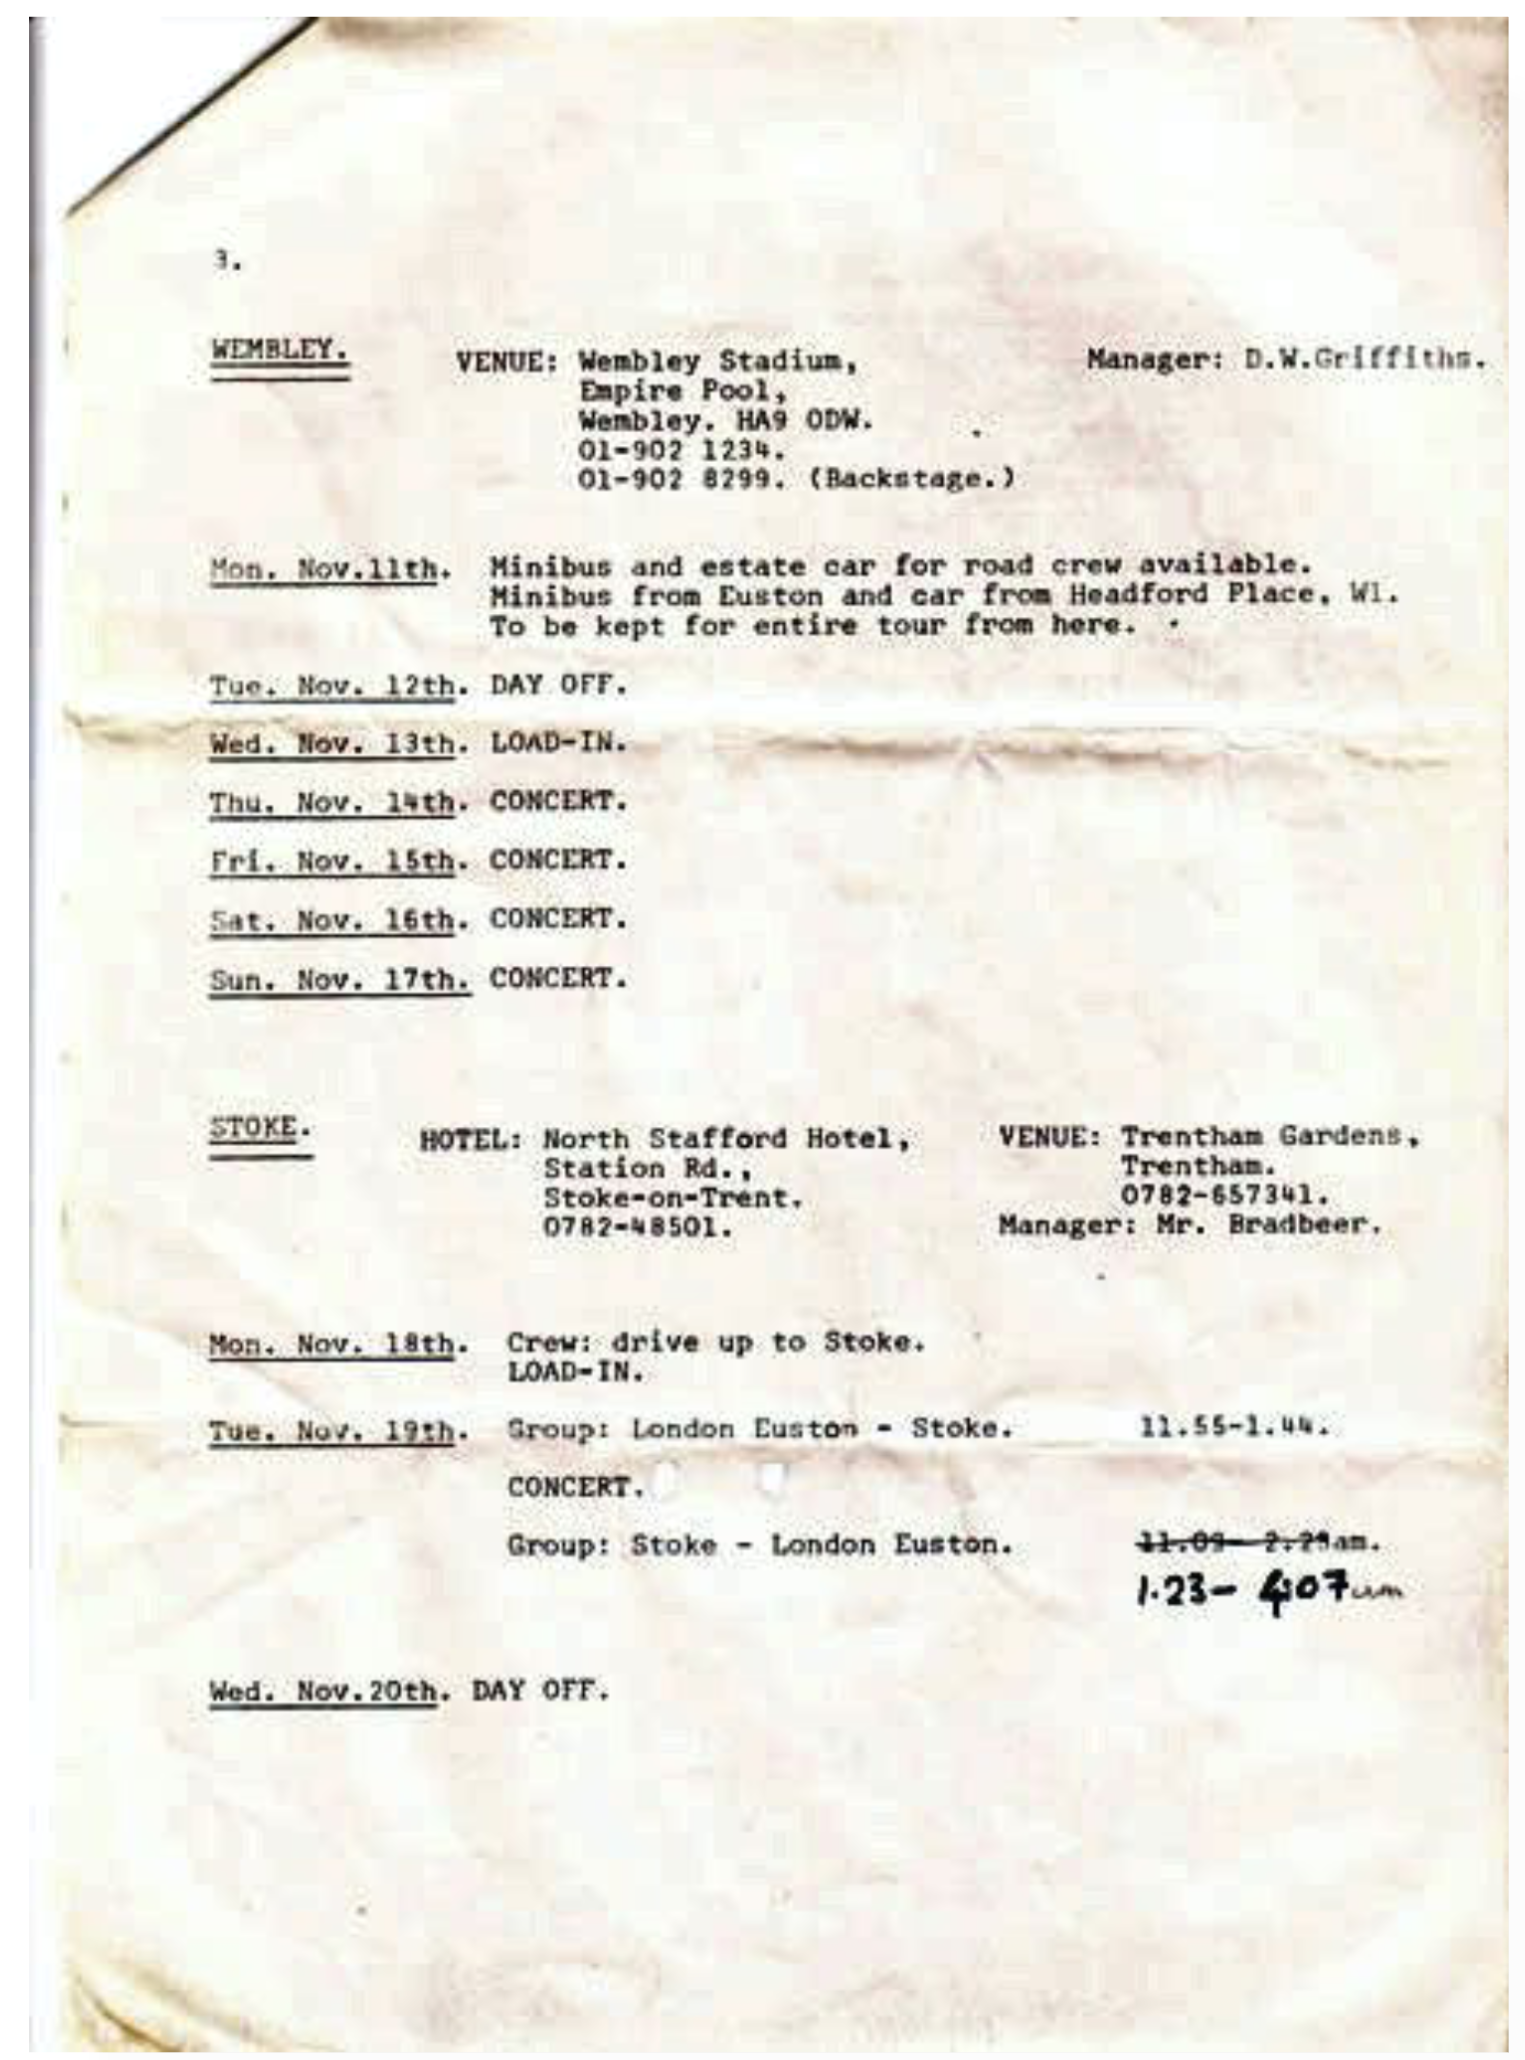 3.
WEMBLEY. VENUE: Wembley Stadium, Manager: D.W.Griffiths.
Empire Pool,
Wembley. HA9 ODW.
01-902 1234.
01-902 8299. (Backstage.)
Mon. Nov.11th. Minibus and estate car for road crew available.
Minibus from Euston and car from Headford Place, W1.
To be kept for entire tour from here.
Tue. Nov. 12th. DAY OFF.
Wed. Nov. 13th. LOAD-IN.
Thu. Nov. 14th. CONCERT.
Fri. Nov. 15th. CONCERT.
Sat. Nov. 16th. CONCERT.
Sun. Nov. 17th. CONCERT.
STOKE. HOTEL: North Stafford Hotel, VENUE: Trentham Gardens,
Station Rd., Trentham.
Stoke-on-Trent. 0782-657341.
0782-48501. Manager: Mr. Bradbeer.
Mon. Nov. 18th. Crew: drive up to Stoke.
LOAD-IN.
Tue. Nov. 19th. Group: London Euston - Stoke. 11.55-1.44.
CONCERT.
Group: Stoke - London Euston. 11.09- 2.29am.
1.23- 4.07am
Wed. Nov.20th. DAY OFF.